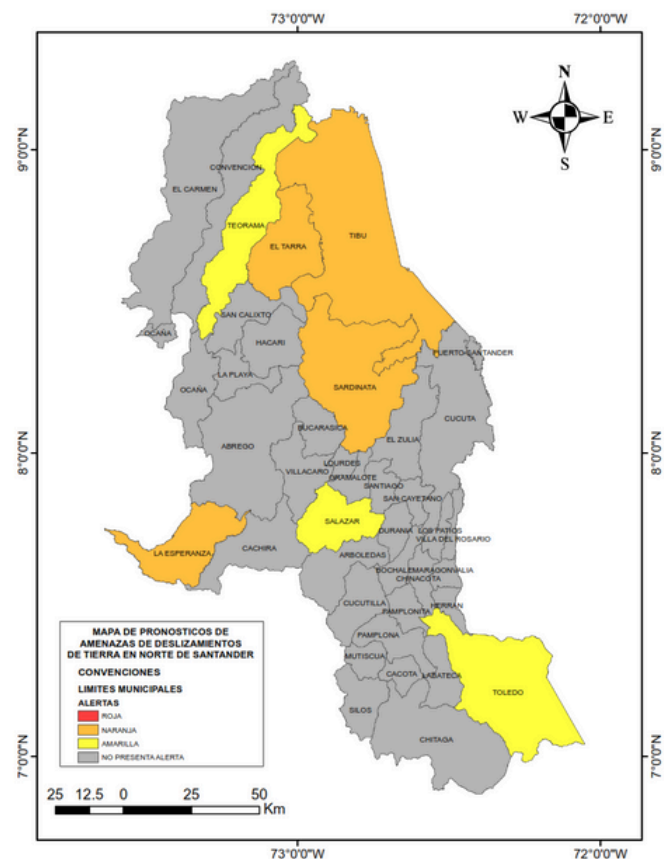 73°0'0"W 72°0'0"W
N
W E
S
9°0'0"N 9°0'0"N
CONVENCIÓN
EL CARMEN
TEORAMA
TIBU
EL TARRA
SAN CALIXTO
OCAÑA
HACARI
PUERTO SANTANDER
LA PLAYA
OCAÑA
SARDINATA
CUCUTA
BUCARASICA
ABREGO
EL ZULIA
8°0'0"N 8°0'0"N
LOURDES
VILLACARO
GRAMALOTE
SANTIAGO
SAN CAYETANO
SALAZAR
DURANIA
LOS PATIOS
VILLA DEL ROSARIO
LA ESPERANZA
CACHIRA
ARBOLEDAS
BOCHALEMA
RAGONVALIA
CHINACOTA
CUCUTILLA
HERRAN
PAMPLONITA
PAMPLONA
MUTISCUA
CACOTA
LABATECA
TOLEDO
SILOS
CHITAGA
7°0'0"N 7°0'0"N
MAPA DE PRONOSTICOS DE
AMENAZAS DE DESLIZAMIENTOS
DE TIERRA EN NORTE DE SANTANDER
CONVENCIONES
LIMITES MUNICIPALES
ALERTAS
ROJA
NARANJA
AMARILLA
NO PRESENTA ALERTA
25 12.5 0 25 50
Km
73°0'0"W 72°0'0"W